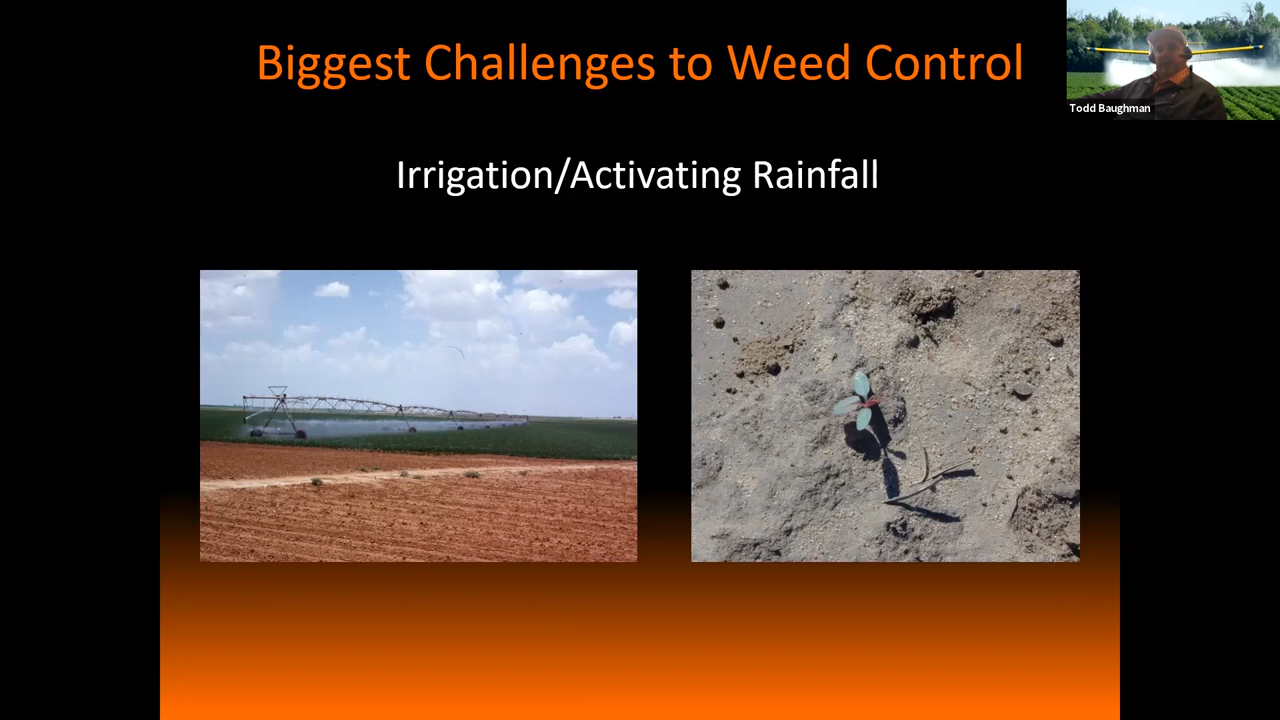 Biggest Challenges to Weed Control
Todd Baughman
Irrigation/Activating Rainfall